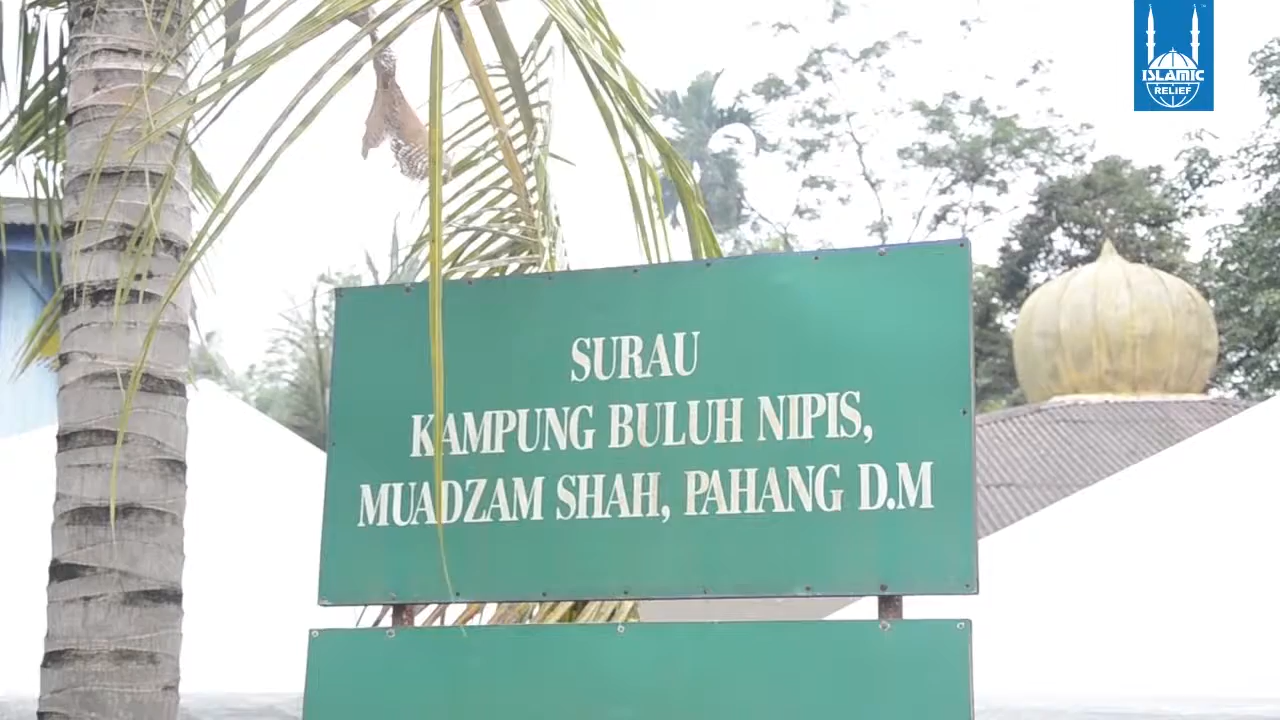 SURAU
KAMPUNG BULUH NIPIS,
MUADZAM SHAH, PAHANG D.M
ISLAMIC
RELIEF